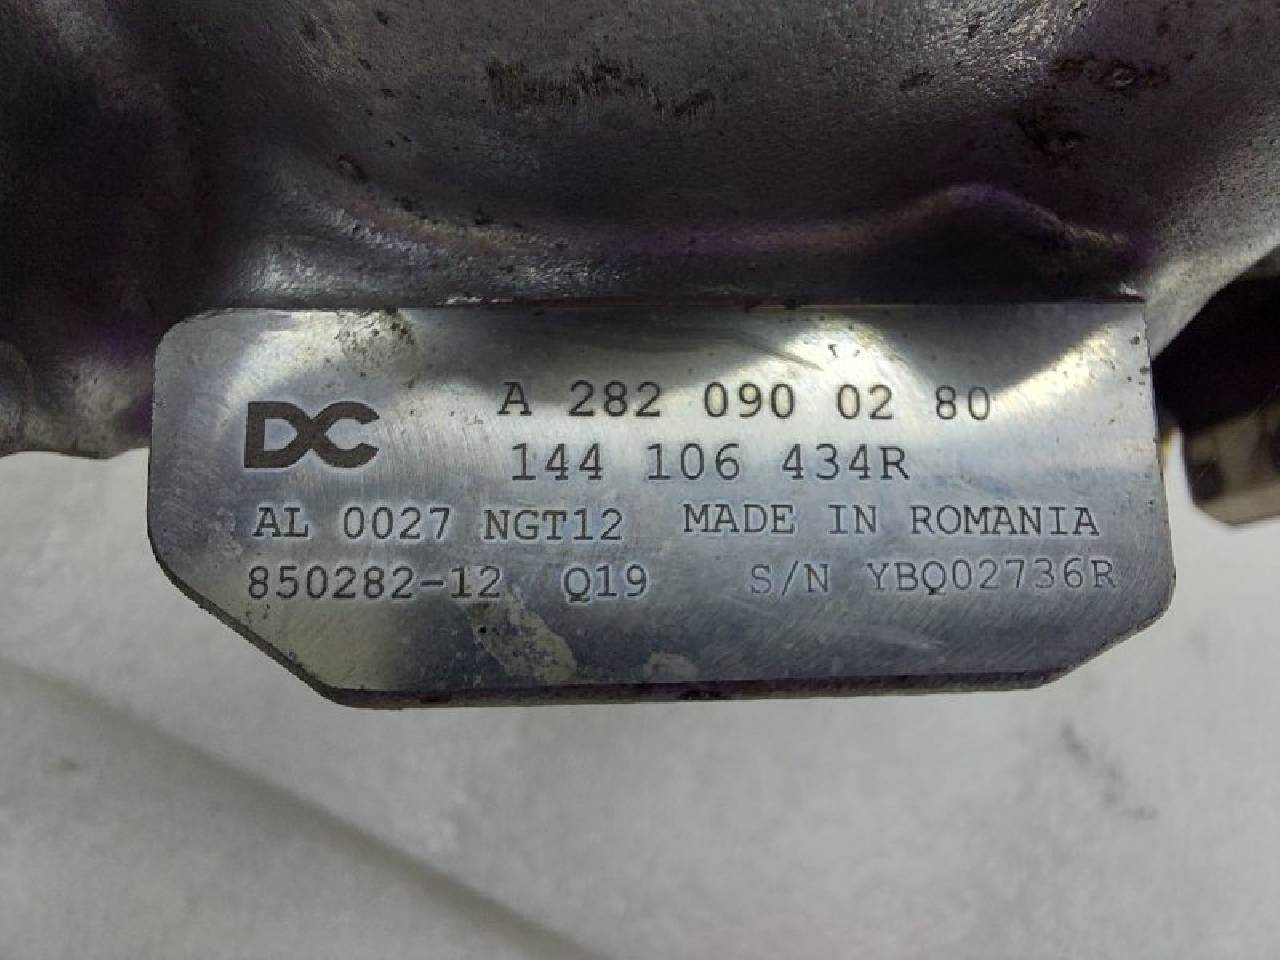 DC
A 282 090 02 80
144 106 434R
AL 0027 NGT12 MADE IN ROMANIA
850282-12 Q19 S/N YBQ02736R